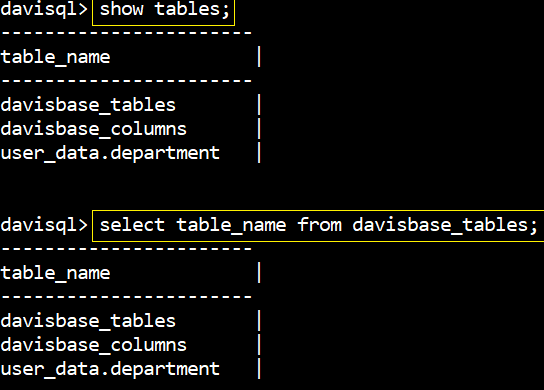 davisql> show tables;
------------------------
table_name |
------------------------
davisbase_tables |
davisbase_columns |
user_data.department |
davisql> select table_name from davisbase_tables;
------------------------
table_name |
------------------------
davisbase_tables |
davisbase_columns |
user_data.department |